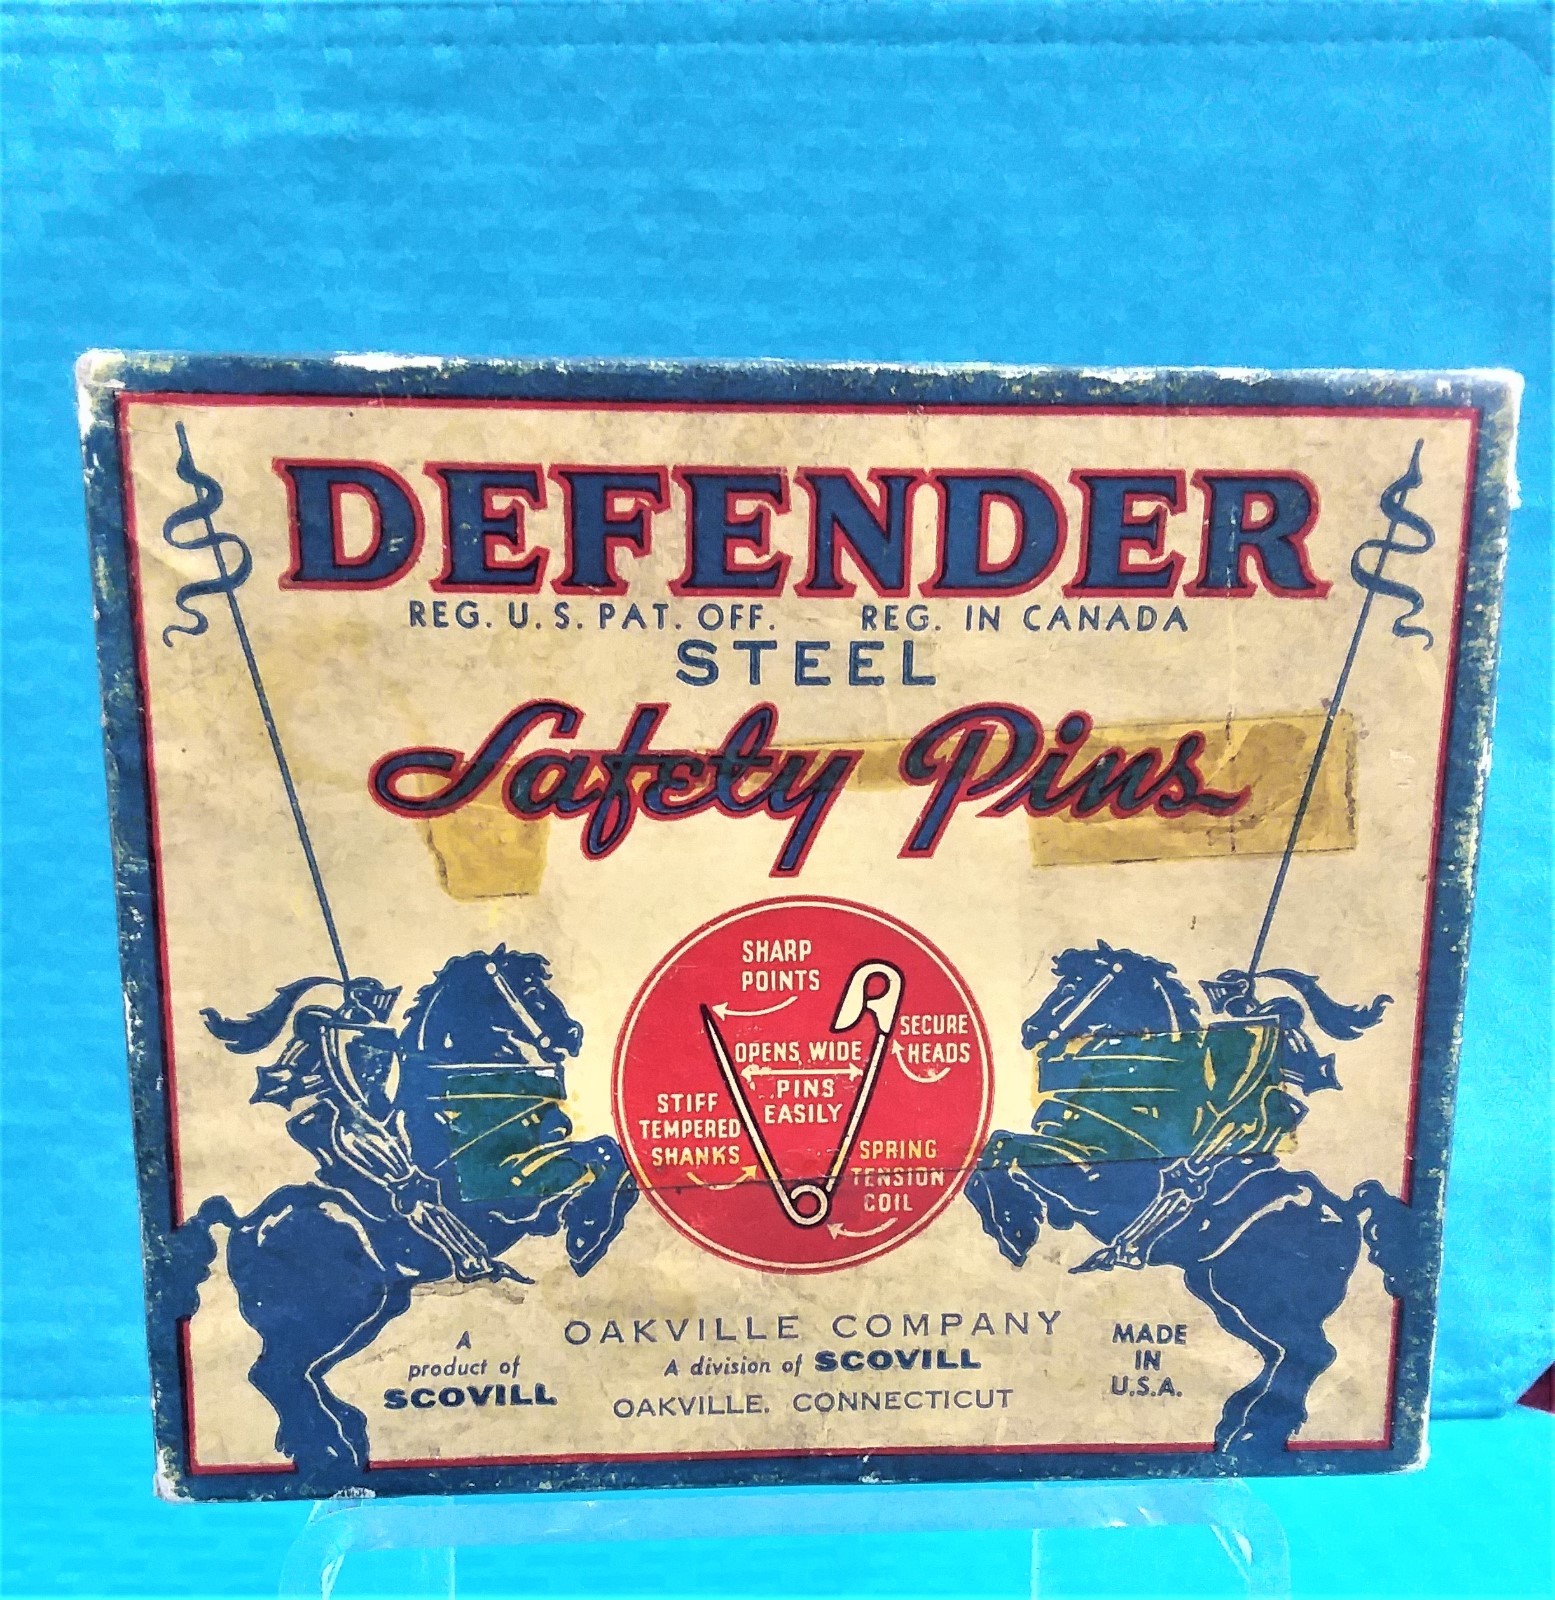 DEFENDER
REG. U.S. PAT. OFF. REG. IN CANADA
STEEL
Safety Pins
SHARP
POINTS
SECURE
HEADS
OPENS WIDE
PINS
EASILY
STIFF
TEMPERED
SHANKS
SPRING
TENSION
COIL
A
product of
SCOVILL
OAKVILLE COMPANY
A division of SCOVILL
OAKVILLE, CONNECTICUT
MADE
IN
U.S.A.